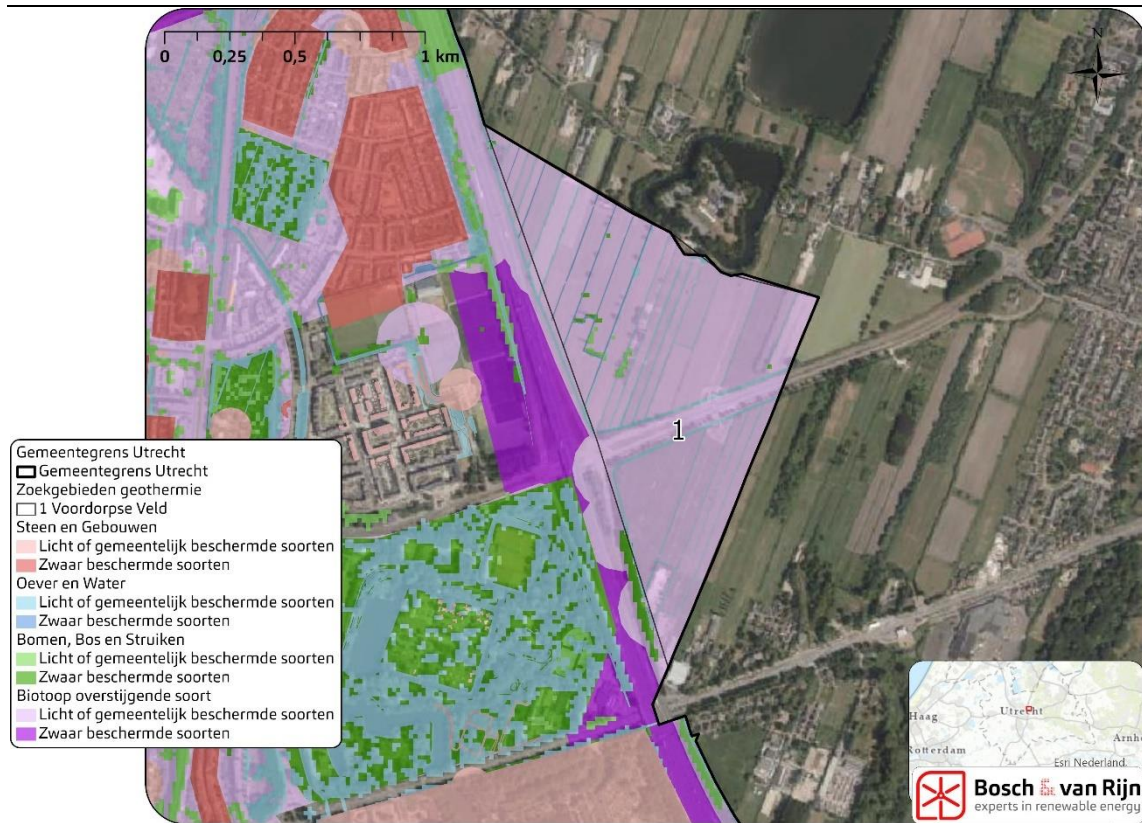 0 0,25 0,5 1 km
N
1
Gemeentegrens Utrecht
Gemeentegrens Utrecht
Zoekgebieden geothermie
1 Voordorpse Veld
Steen en Gebouwen
Licht of gemeentelijk beschermde soorten
Zwaar beschermde soorten
Oever en Water
Licht of gemeentelijk beschermde soorten
Zwaar beschermde soorten
Bomen, Bos en Struiken
Licht of gemeentelijk beschermde soorten
Zwaar beschermde soorten
Biotoop overstijgende soort
Licht of gemeentelijk beschermde soorten
Zwaar beschermde soorten
Haag
Utrecht
Rotterdam
Arnhe
Esri Nederland,
Bosch & van Rijn
experts in renewable energy